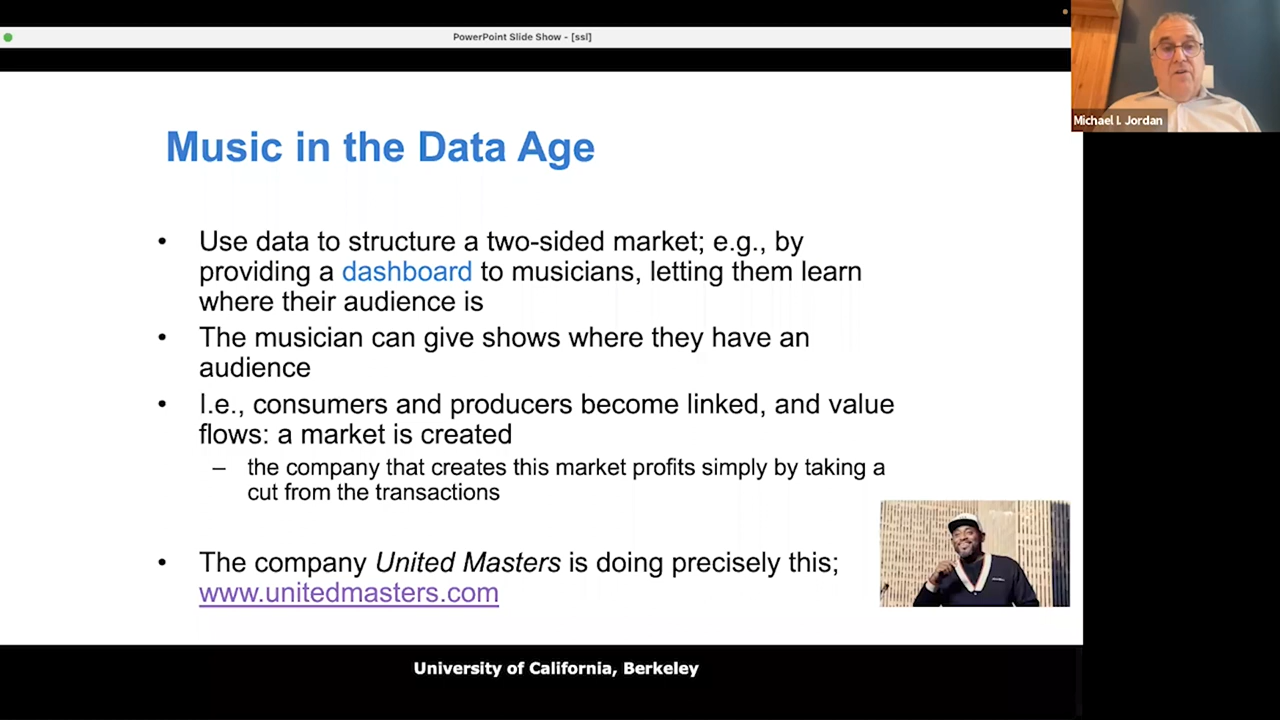 PowerPoint Slide Show - [ssl]
Michael I. Jordan
Music in the Data Age
• Use data to structure a two-sided market; e.g., by
providing a dashboard to musicians, letting them learn
where their audience is
• The musician can give shows where they have an
audience
• I.e., consumers and producers become linked, and value
flows: a market is created
– the company that creates this market profits simply by taking a
cut from the transactions
• The company United Masters is doing precisely this;
www.unitedmasters.com
University of California, Berkeley